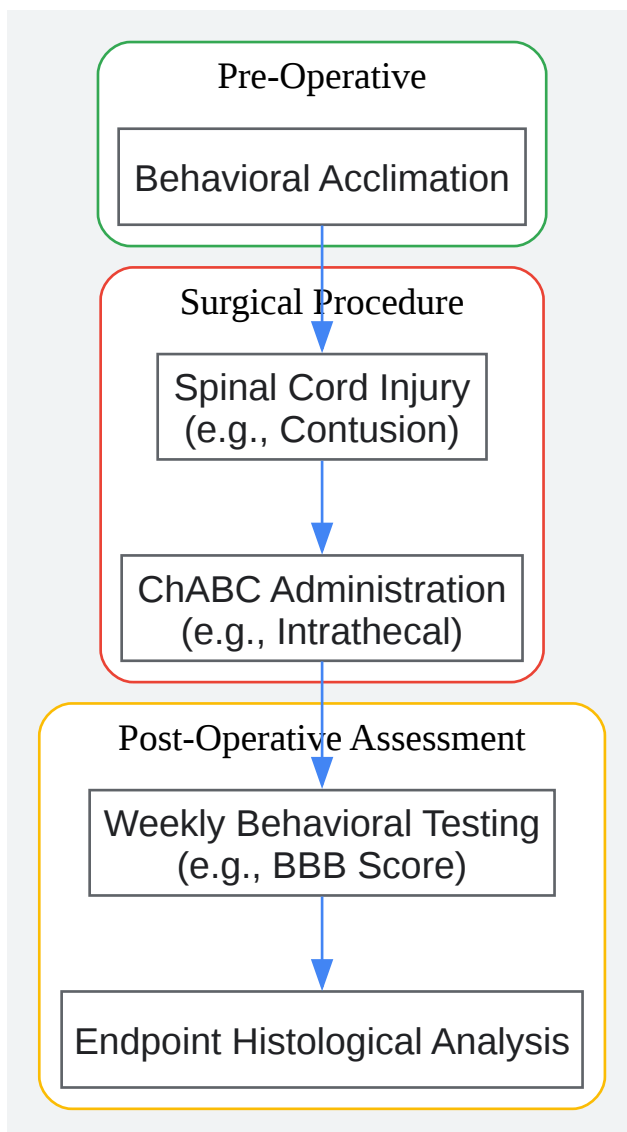 Pre-Operative
Behavioral Acclimation
Surgical Procedure
Spinal Cord Injury
(e.g., Contusion)
ChABC Administration
(e.g., Intrathecal)
Post-Operative Assessment
Weekly Behavioral Testing
(e.g., BBB Score)
Endpoint Histological Analysis